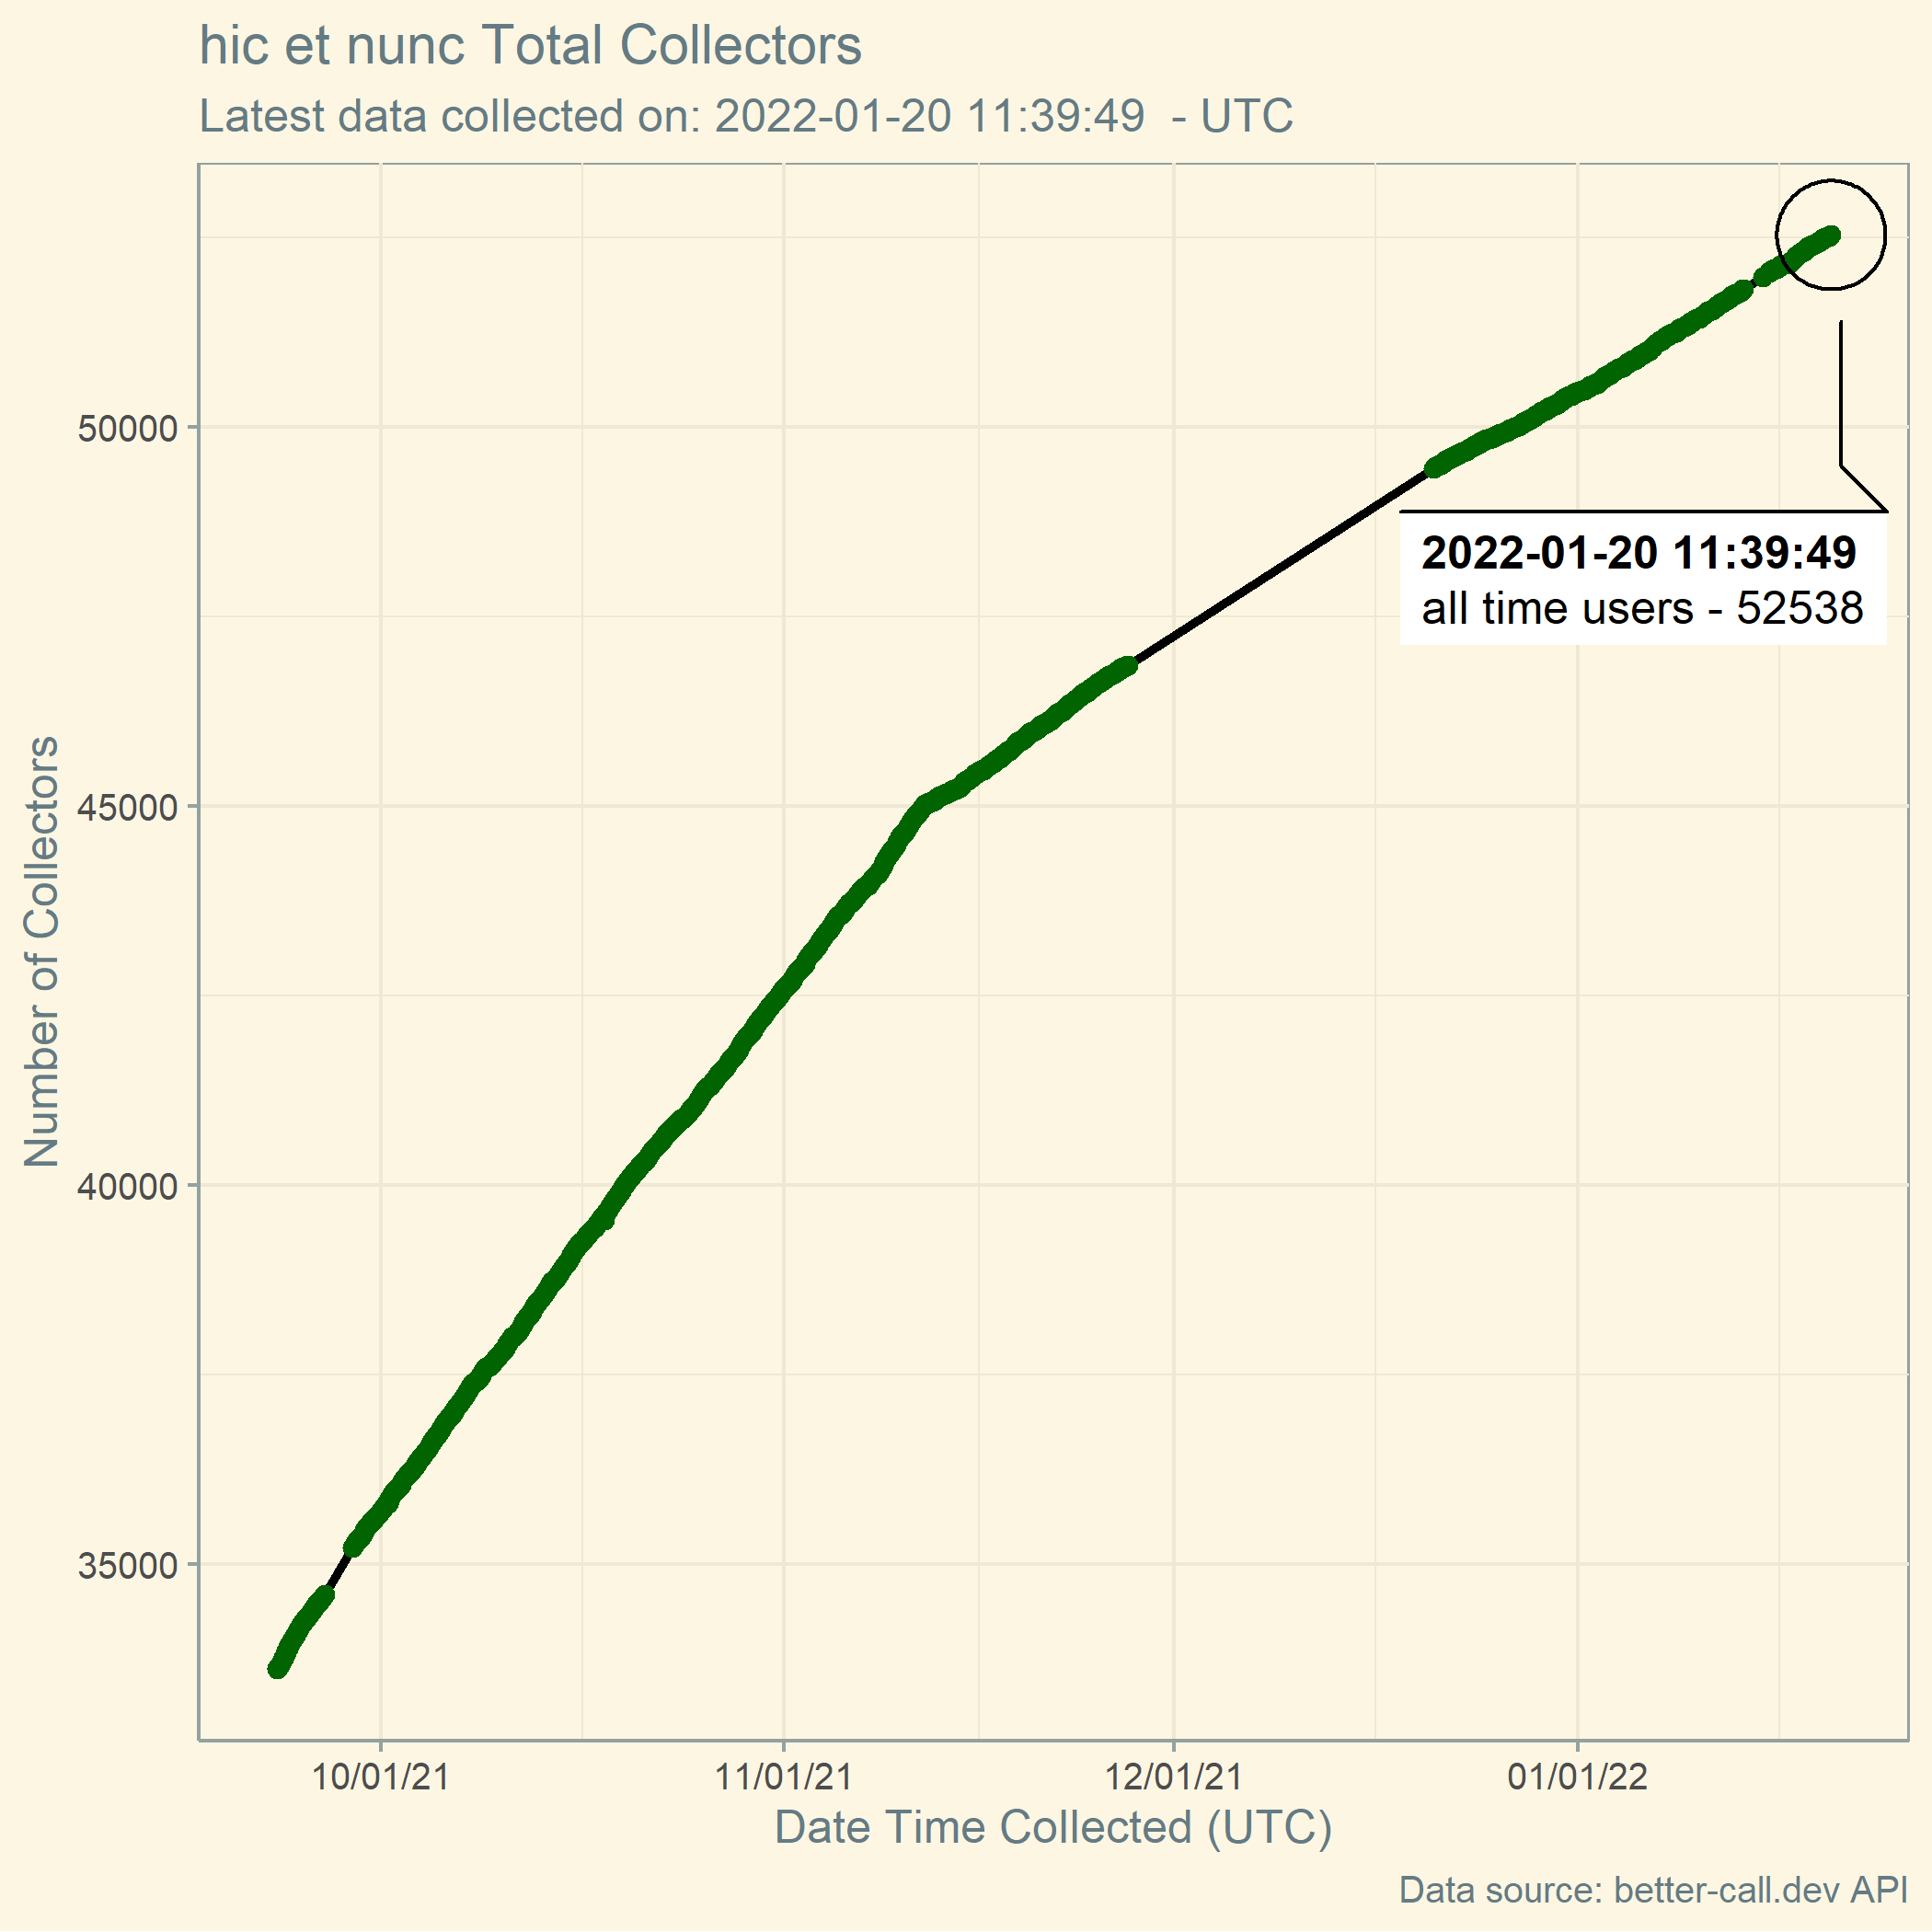 hic et nunc Total Collectors
Latest data collected on: 2022-01-20 11:39:49  - UTC
Number of Collectors
50000
45000
40000
35000
2022-01-20 11:39:49
all time users - 52538
10/01/21 11/01/21 12/01/21 01/01/22
Date Time Collected (UTC)
Data source: better-call.dev API